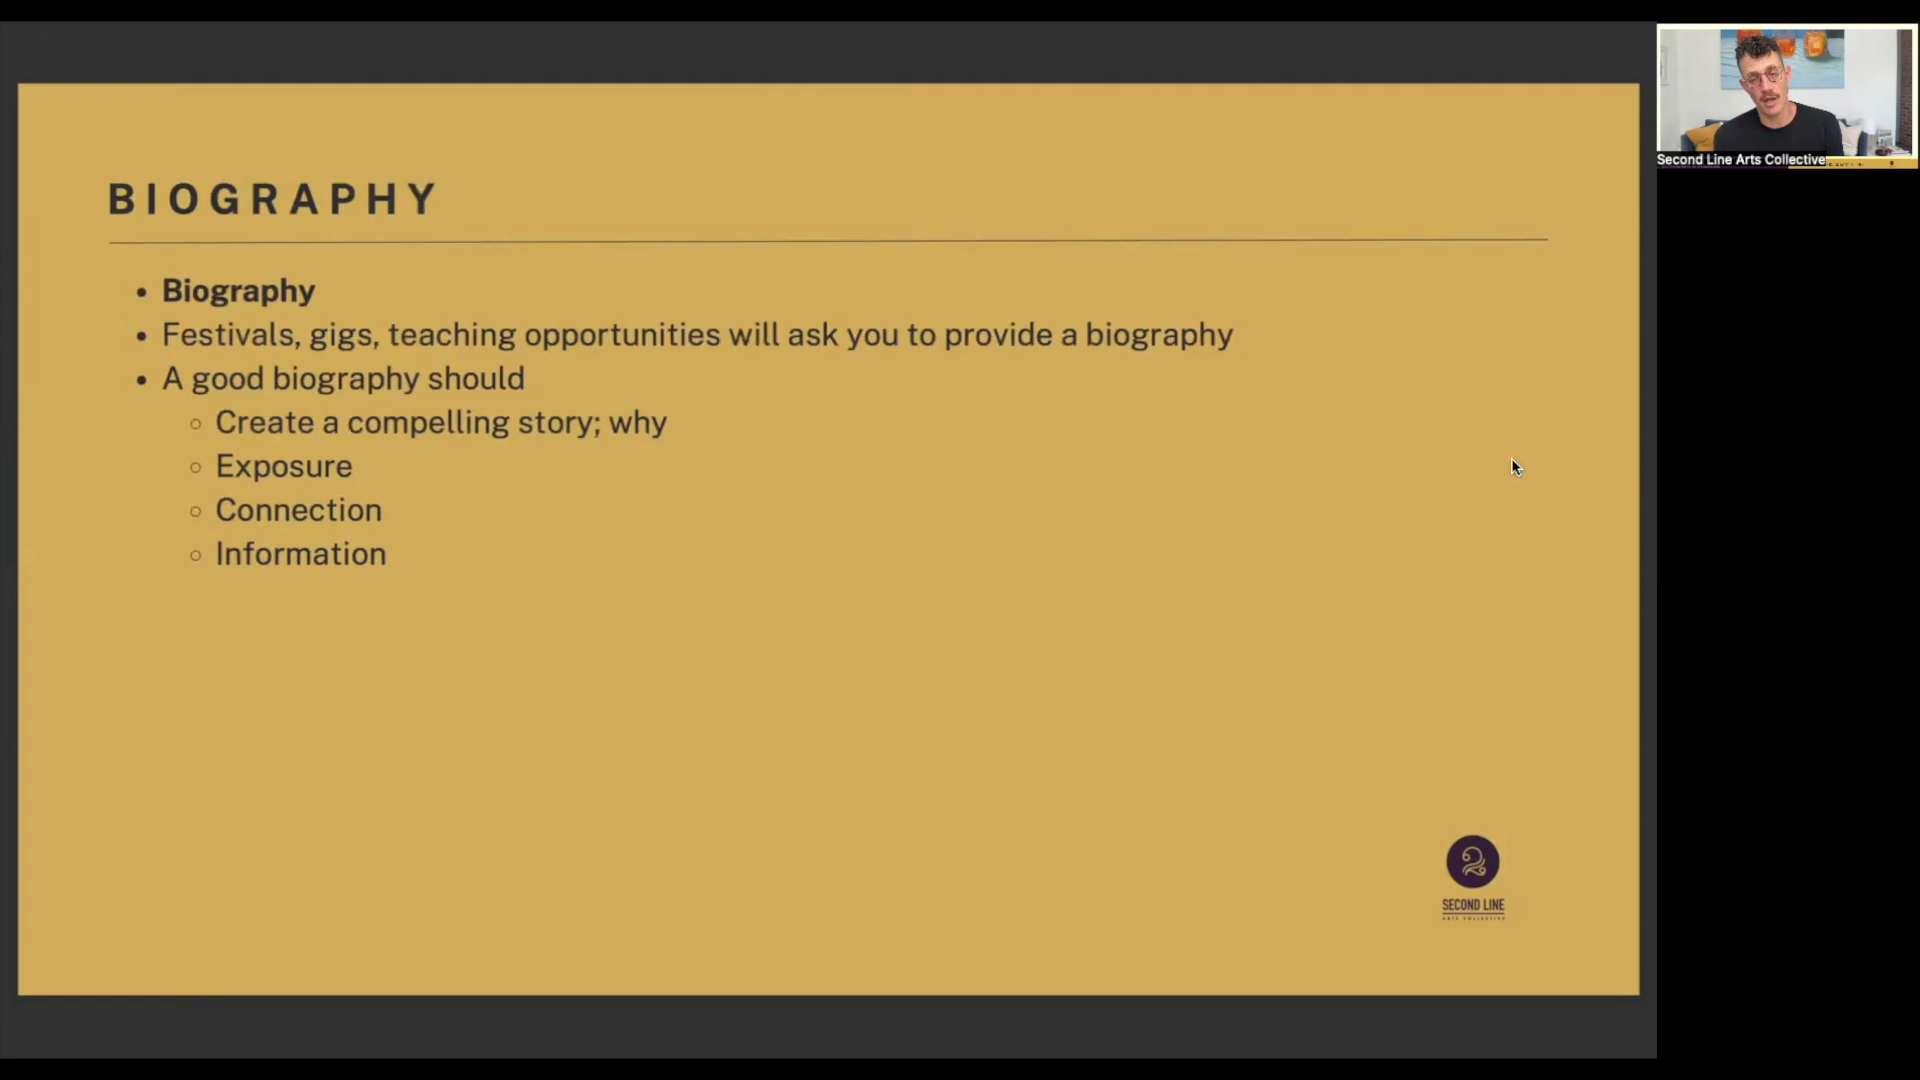 BIOGRAPHY
Biography
Festivals, gigs, teaching opportunities will ask you to provide a biography
A good biography should
Create a compelling story; why
Exposure
Connection
Information
SECOND LINE
ARTS COLLECTIVE
Second Line Arts Collective